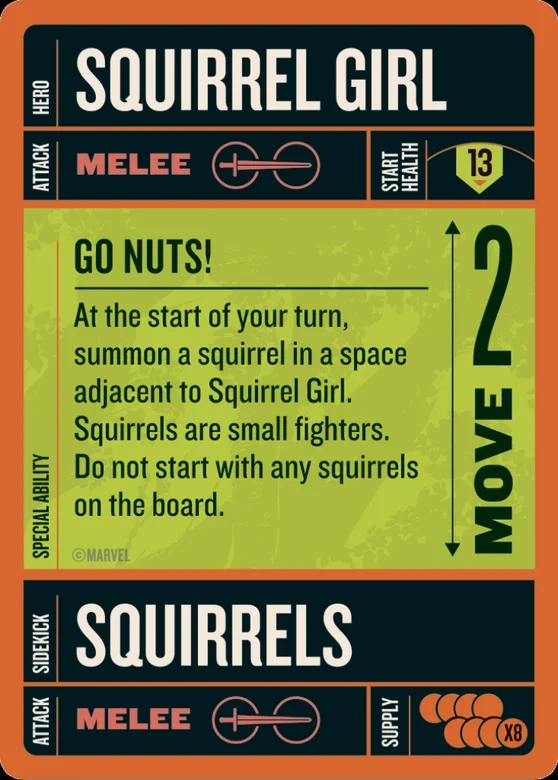 HERO
SQUIRREL GIRL
ATTACK
MELEE
START
HEALTH
13
SPECIAL ABILITY
GO NUTS!
At the start of your turn,
summon a squirrel in a space
adjacent to Squirrel Girl.
Squirrels are small fighters.
Do not start with any squirrels
on the board.
©MARVEL
MOVE 2
SIDEKICK
SQUIRRELS
ATTACK
MELEE
SUPPLY
X8